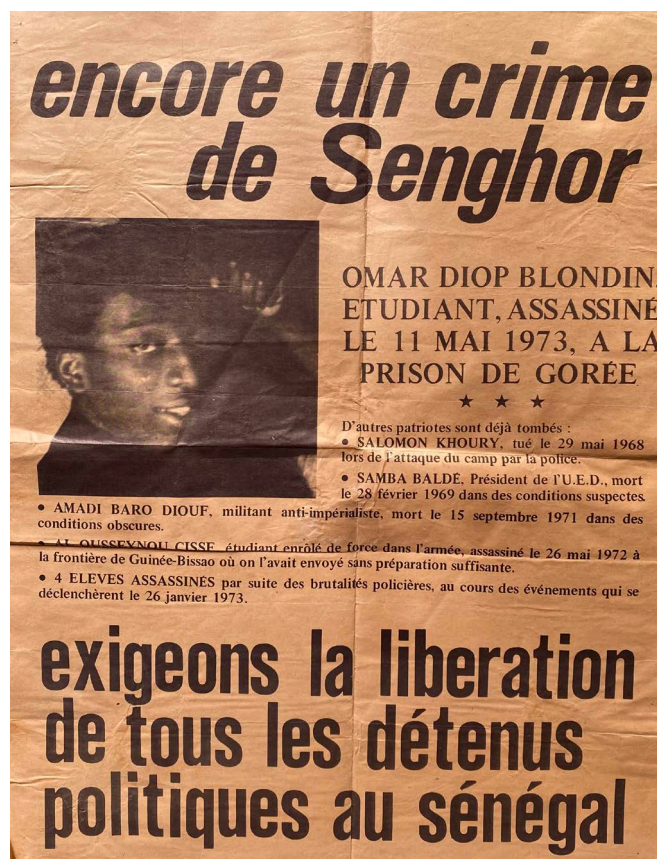 encore un crime
de Senghor
OMAR DIOP BLONDIN,
ETUDIANT, ASSASSINÉ
LE 11 MAI 1973, A LA
PRISON DE GORÉE
★ ★ ★
D'autres patriotes sont déjà tombés :
• SALOMON KHOURY, tué le 29 mai 1968
lors de l'attaque du camp par la police.
• SAMBA BALDÉ, Président de l'U.E.D., mort
le 28 février 1969 dans des conditions suspectes.
• AMADI BARO DIOUF, militant anti-impérialiste, mort le 15 septembre 1971 dans des
conditions obscures.
• AL OUSSEYNOU CISSE, étudiant enrôlé de force dans l'armée, assassiné le 26 mai 1972 à
la frontière de Guinée-Bissao où on l'avait envoyé sans préparation suffisante.
• 4 ELEVES ASSASSINÉS par suite des brutalités policières, au cours des événements qui se
déclenchèrent le 26 janvier 1973.
exigeons la liberation
de tous les détenus
politiques au sénégal